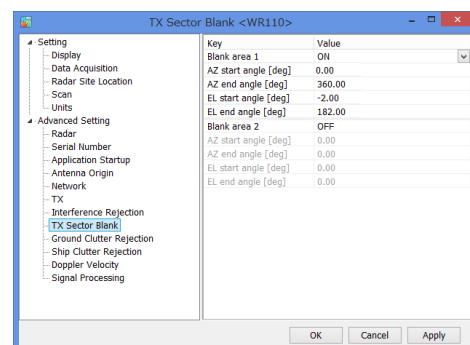 TX Sector Blank <WR110>
Setting
Display
Data Acquisition
Radar Site Location
Scan
Units
Advanced Setting
Radar
Serial Number
Application Startup
Antenna Origin
Network
TX
Interference Rejection
TX Sector Blank
Ground Clutter Rejection
Ship Clutter Rejection
Doppler Velocity
Signal Processing
Key Value
Blank area 1 ON
AZ start angle [deg] 0.00
AZ end angle [deg] 360.00
EL start angle [deg] -2.00
EL end angle [deg] 182.00
Blank area 2 OFF
AZ start angle [deg] 0.00
AZ end angle [deg] 0.00
EL start angle [deg] 0.00
EL end angle [deg] 0.00
OK Cancel Apply